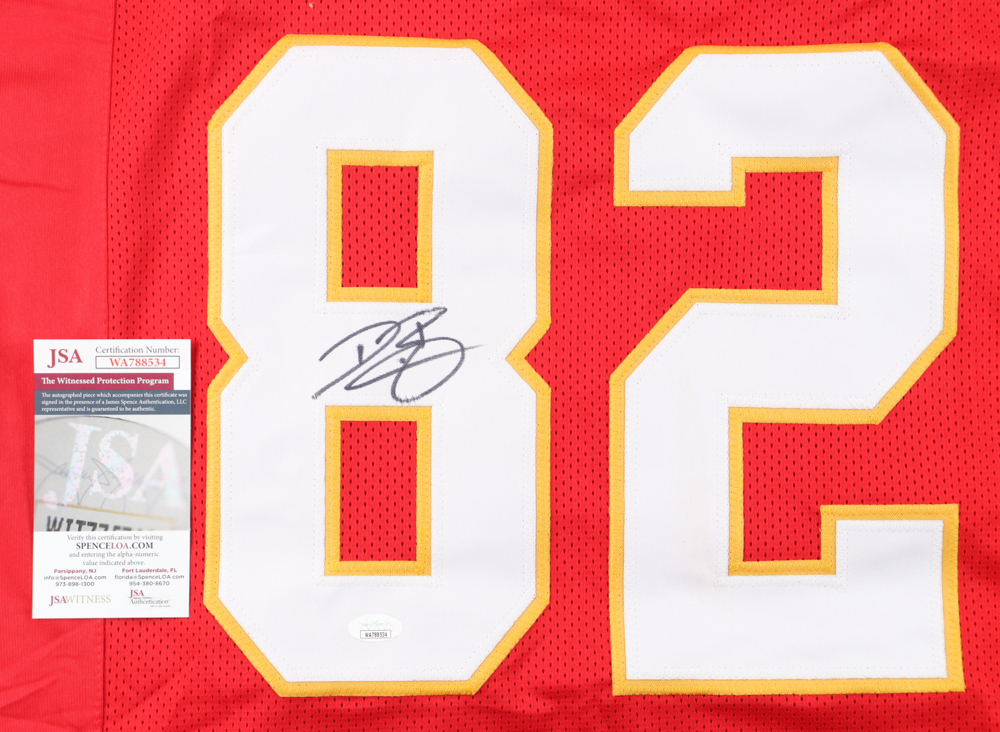 82
JSA
Certification Number:
WA788534
The Witnessed Protection Program
The autographed piece which accompanies this certificate was
signed in the presence of a James Spence Authentication, LLC
representative and is guaranteed to be authentic.
JSA
Verify this certification by visiting
SPENCELOA.COM
and entering the alpha-numeric
value indicated above.
Parsippany, NJ Fort Lauderdale, FL
info@SpenceLOA.com florida@SpenceLOA.com
973-898-1300 954-380-8670
JSAWITNESS
JSA
Authentication
WA788534